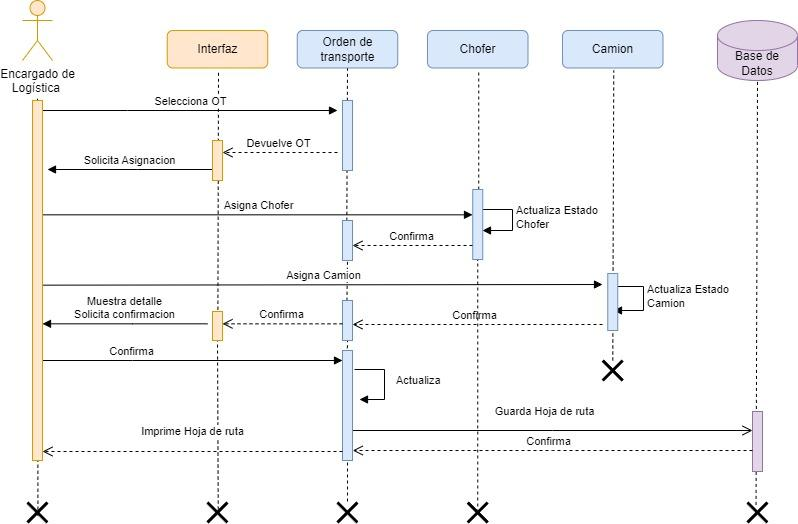 Encargado de
Logística
Interfaz
Orden de
transporte
Chofer
Camion
Base de
Datos
Selecciona OT
Devuelve OT
Solicita Asignacion
Asigna Chofer
Actualiza Estado
Chofer
Confirma
Asigna Camion
Actualiza Estado
Camion
Muestra detalle
Solicita confirmacion
Confirma
Confirma
Confirma
Actualiza
Guarda Hoja de ruta
Imprime Hoja de ruta
Confirma